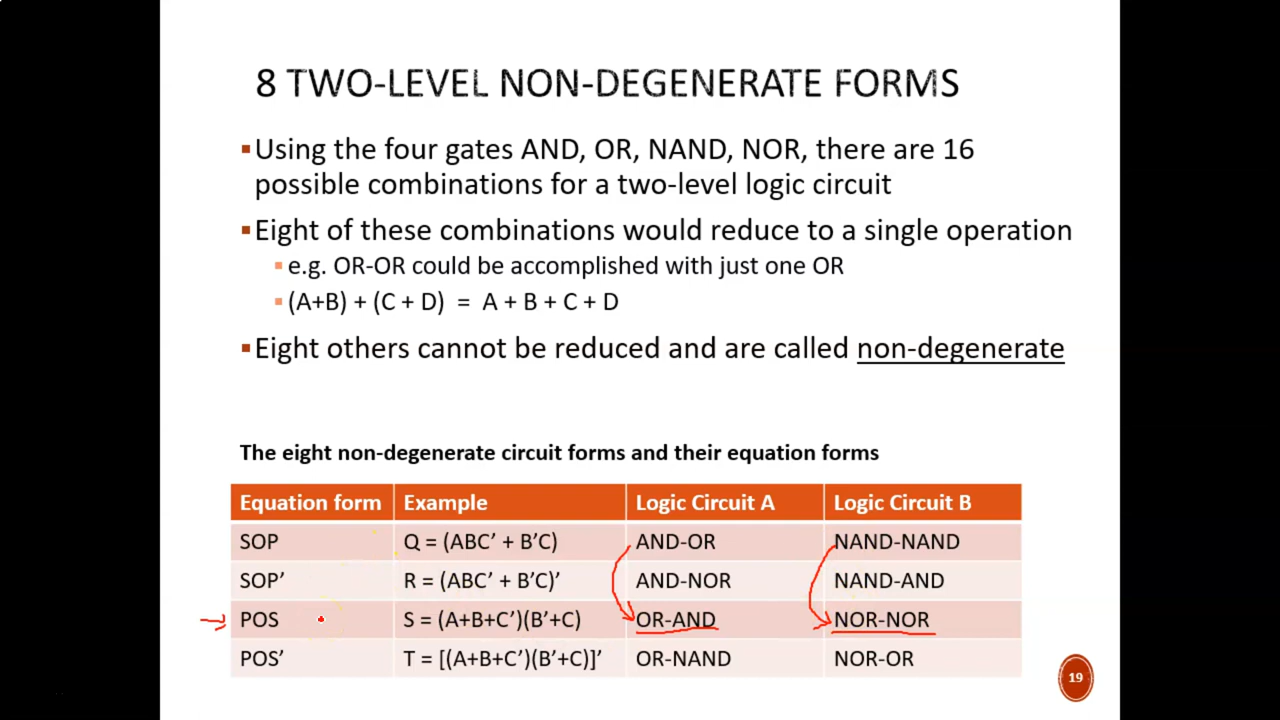 8 TWO-LEVEL NON-DEGENERATE FORMS
▪Using the four gates AND, OR, NAND, NOR, there are 16
possible combinations for a two-level logic circuit
▪Eight of these combinations would reduce to a single operation
▪e.g. OR-OR could be accomplished with just one OR
▪(A+B) + (C + D) = A + B + C + D
▪Eight others cannot be reduced and are called non-degenerate
The eight non-degenerate circuit forms and their equation forms
Equation form Example Logic Circuit A Logic Circuit B
SOP Q = (ABC’ + B’C) AND-OR NAND-NAND
SOP’ R = (ABC’ + B’C)’ AND-NOR NAND-AND
POS S = (A+B+C’)(B’+C) OR-AND NOR-NOR
POS’ T = [(A+B+C’)(B’+C)]’ OR-NAND NOR-OR
19